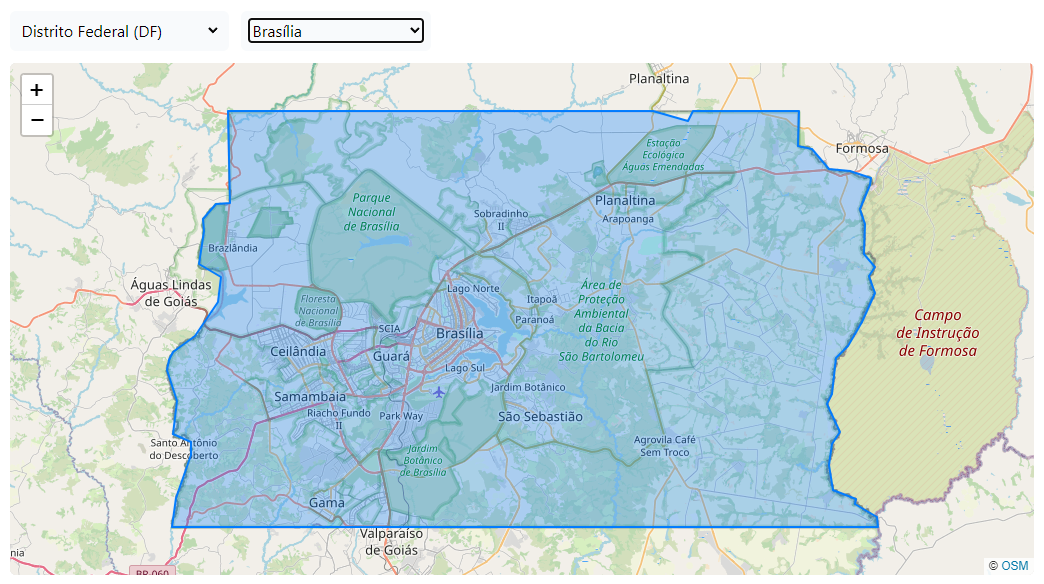 Distrito Federal (DF)
Brasília
+
−
Planaltina
Formosa
Estação
Ecológica
Águas Emendadas
Parque
Nacional
de Brasília
Planaltina
Arapoanga
Sobradinho
II
Brazlândia
Águas Lindas
de Goiás
Lago Norte
Itapoã
Floresta
Nacional
de Brasília
Área de
Proteção
Ambiental
da Bacia
do Rio
São Bartolomeu
Campo
de Instrução
de Formosa
Paranoá
SCIA
Brasília
Ceilândia
Guará
Lago Sul
Jardim Botânico
Samambaia
Riacho Fundo
II
Park Way
São Sebastião
Santo Antônio
do Descoberto
Agrovila Café
Sem Troco
Jardim
Botânico
de Brasília
Gama
Valparaíso
de Goiás
nia
BR-060
© OSM